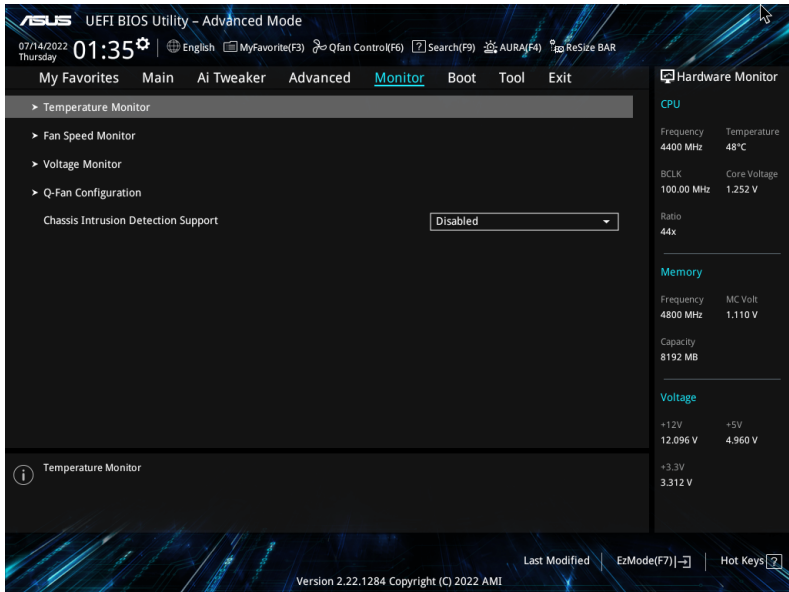 ASUS UEFI BIOS Utility – Advanced Mode
07/14/2022 Thursday 01:35 English MyFavorite(F3) Qfan Control(F6) ? Search(F9) AURA(F4) ReSize BAR
My Favorites Main Ai Tweaker Advanced Monitor Boot Tool Exit
Hardware Monitor
> Temperature Monitor
> Fan Speed Monitor
> Voltage Monitor
> Q-Fan Configuration
Chassis Intrusion Detection Support Disabled
CPU
Frequency Temperature
4400 MHz 48°C
BCLK Core Voltage
100.00 MHz 1.252 V
Ratio
44x
Memory
Frequency MC Volt
4800 MHz 1.110 V
Capacity
8192 MB
Voltage
+12V +5V
12.096 V 4.960 V
+3.3V
3.312 V
i Temperature Monitor
Last Modified EzMode(F7) Hot Keys ?
Version 2.22.1284 Copyright (C) 2022 AMI